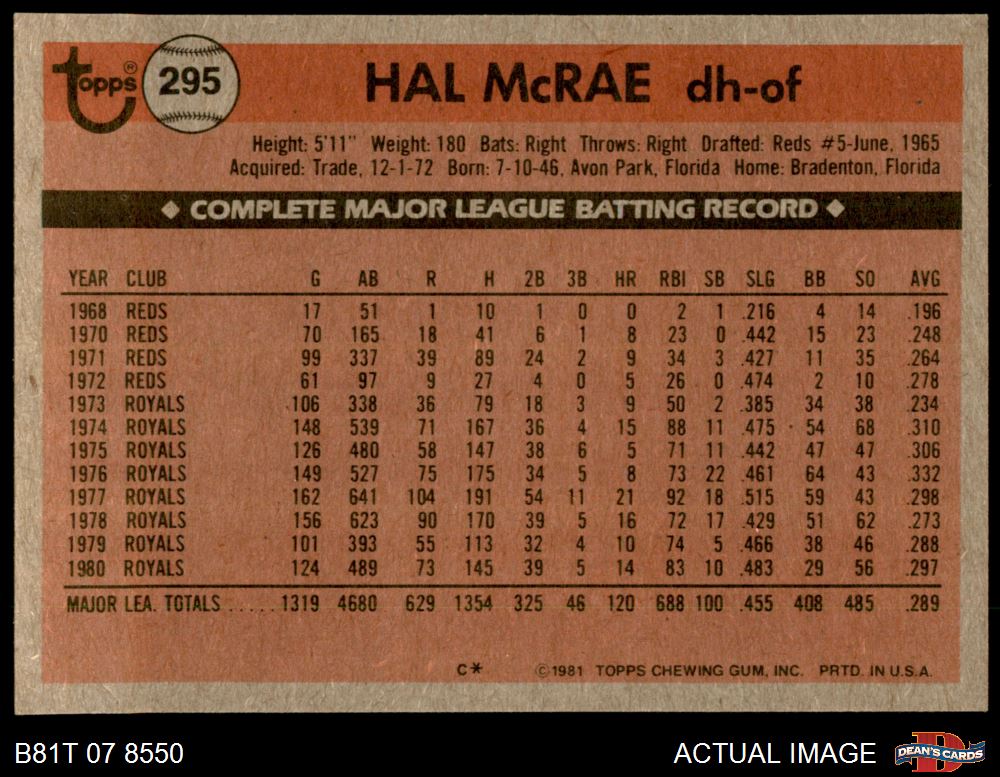 Topps® 295 HAL McRAE dh-of
Height: 5'11" Weight: 180 Bats: Right Throws: Right Drafted: Reds #5-June, 1965
Acquired: Trade, 12-1-72 Born: 7-10-46, Avon Park, Florida Home: Bradenton, Florida
◆ COMPLETE MAJOR LEAGUE BATTING RECORD ◆
YEAR CLUB G AB R H 2B 3B HR RBI SB SLG BB SO AVG
1968 REDS 17 51 1 10 1 0 0 2 1 .216 4 14 .196
1970 REDS 70 165 18 41 6 1 8 23 0 .442 15 23 .248
1971 REDS 99 337 39 89 24 2 9 34 3 .427 11 35 .264
1972 REDS 61 97 9 27 4 0 5 26 0 .474 2 10 .278
1973 ROYALS 106 338 36 79 18 3 9 50 2 .385 34 38 .234
1974 ROYALS 148 539 71 167 36 4 15 88 11 .475 54 68 .310
1975 ROYALS 126 480 58 147 38 6 5 71 11 .442 47 47 .306
1976 ROYALS 149 527 75 175 34 5 8 73 22 .461 64 43 .332
1977 ROYALS 162 641 104 191 54 11 21 92 18 .515 59 43 .298
1978 ROYALS 156 623 90 170 39 5 16 72 17 .429 51 62 .273
1979 ROYALS 101 393 55 113 32 4 10 74 5 .466 38 46 .288
1980 ROYALS 124 489 73 145 39 5 14 83 10 .483 29 56 .297
MAJOR LEA. TOTALS ..... 1319 4680 629 1354 325 46 120 688 100 .455 408 485 .289
C* ©1981 TOPPS CHEWING GUM, INC. PRTD. IN U.S.A.
B81T 07 8550 ACTUAL IMAGE DEAN'S CARDS